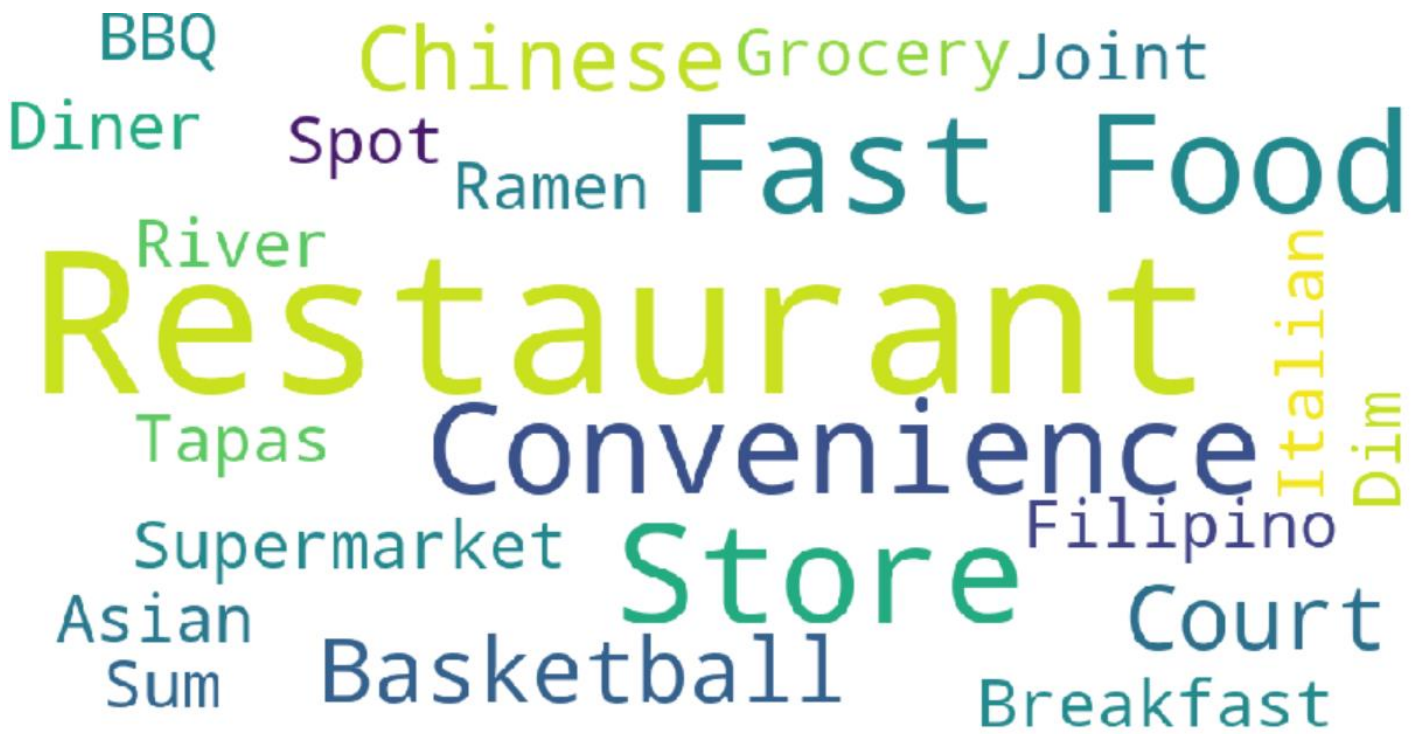 BBQ
Chinese
Grocery
Joint
Diner
Spot
Ramen
Fast Food
River
Restaurant
Italian
Tapas
Convenience
Dim
Supermarket
Store
Filipino
Asian
Court
Sum
Basketball
Breakfast